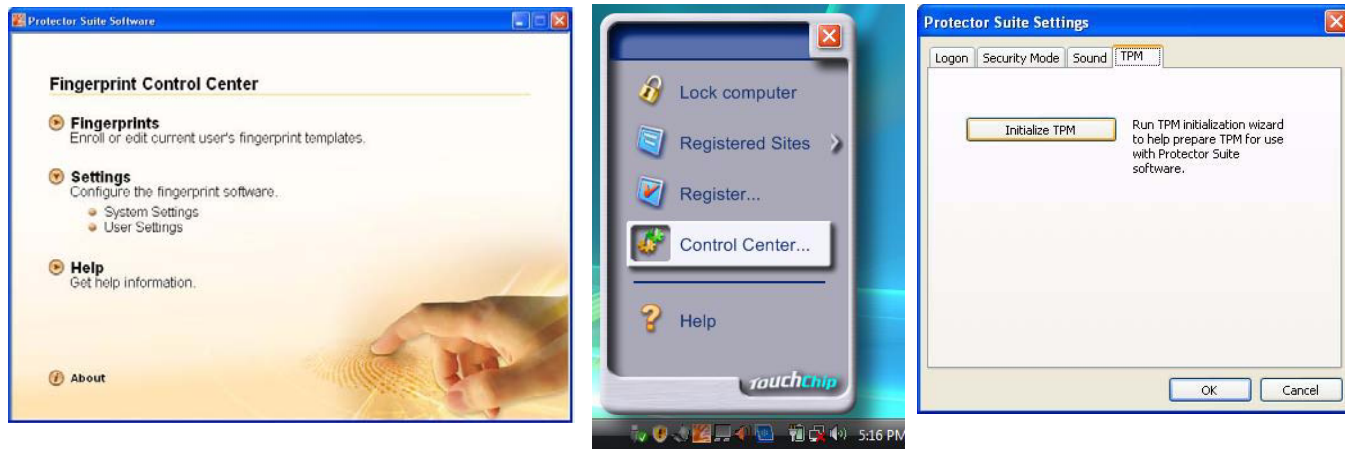 Protector Suite Software
Fingerprint Control Center
Fingerprints
Enroll or edit current user's fingerprint templates.
Settings
Configure the fingerprint software.
System Settings
User Settings
Help
Get help information.
About
Lock computer
Registered Sites
Register...
Control Center...
Help
TouchChip
5:16 PM
Protector Suite Settings
Logon Security Mode Sound TPM
Initialize TPM
Run TPM initialization wizard
to help prepare TPM for use
with Protector Suite
software.
OK Cancel